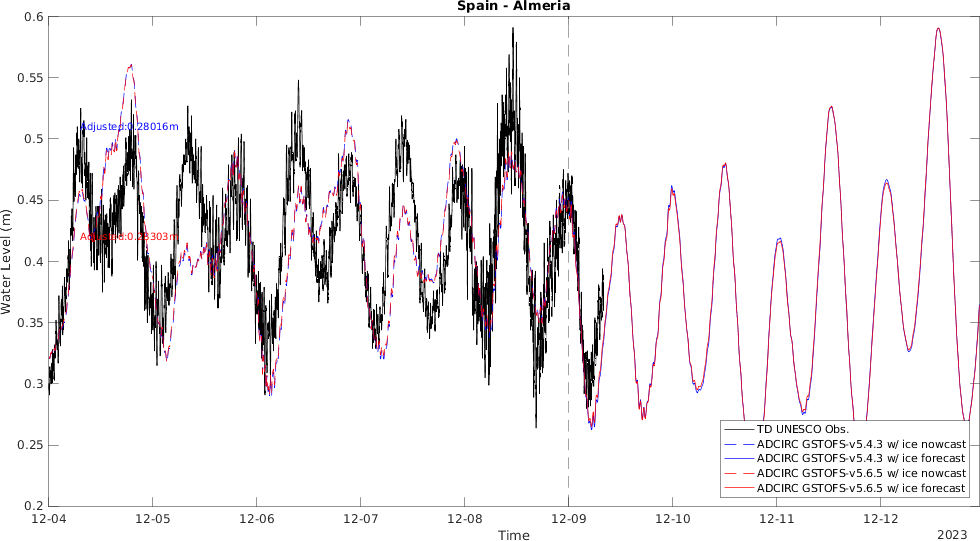 Spain - Almeria
0.6
0.55
0.5
0.45
0.4
0.35
0.3
0.25
0.2
Water Level (m)
Adjusted:0.28016m
TD UNESCO Obs.
ADCIRC GSTOFS-v5.4.3 w/ ice nowcast
ADCIRC GSTOFS-v5.4.3 w/ ice forecast
ADCIRC GSTOFS-v5.6.5 w/ ice nowcast
ADCIRC GSTOFS-v5.6.5 w/ ice forecast
12-04 12-05 12-06 12-07 12-08 12-09 12-10 12-11 12-12
Time
2023